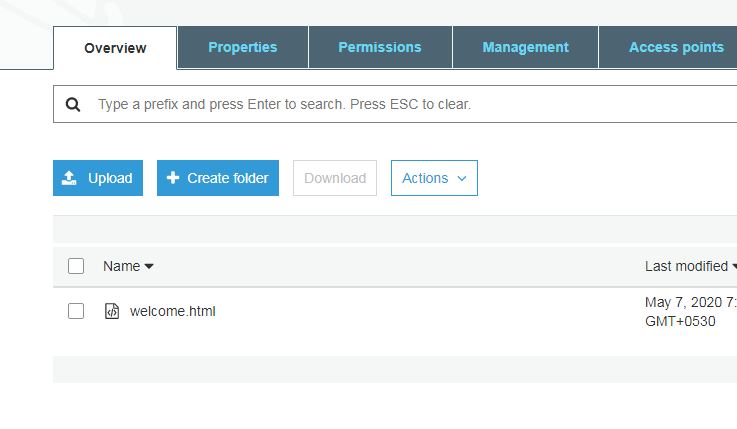 Overview Properties Permissions Management Access points
Type a prefix and press Enter to search. Press ESC to clear.
Upload Create folder Download Actions
Name Last modified
welcome.html May 7, 2020 7:
GMT+0530